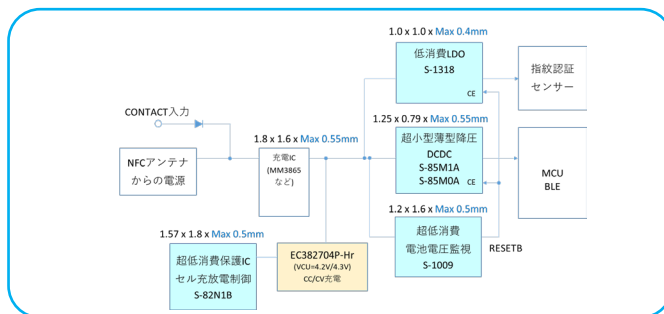 1.0 x 1.0 x Max 0.4mm
低消費LDO
S-1318
CE
指紋認証
センサー
CONTACT入力
1.25 x 0.79 x Max 0.55mm
1.8 x 1.6 x Max 0.55mm
NFCアンテナ
からの電源
充電IC
(MM3865
など)
超小型薄型降圧
DCDC
S-85M1A
S-85M0A
CE
MCU
BLE
1.2 x 1.6 x Max 0.5mm
超低消費
電池電圧監視
S-1009
RESETB
1.57 x 1.8 x Max 0.5mm
超低消費保護IC
セル充放電制御
S-82N1B
EC382704P-Hr
(VCU=4.2V/4.3V)
CC/CV充電